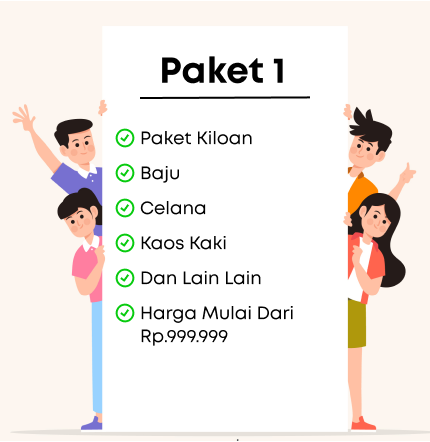 Paket 1
Paket Kiloan
Baju
Celana
Kaos Kaki
Dan Lain Lain
Harga Mulai Dari
Rp.999.999